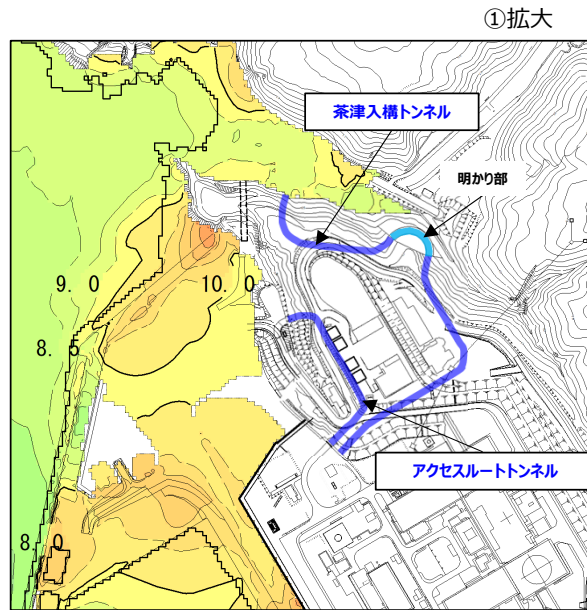 ①拡大
茶津入構トンネル
明かり部
9. 0
10. 0
8. 5
アクセスルートトンネル
8. 0